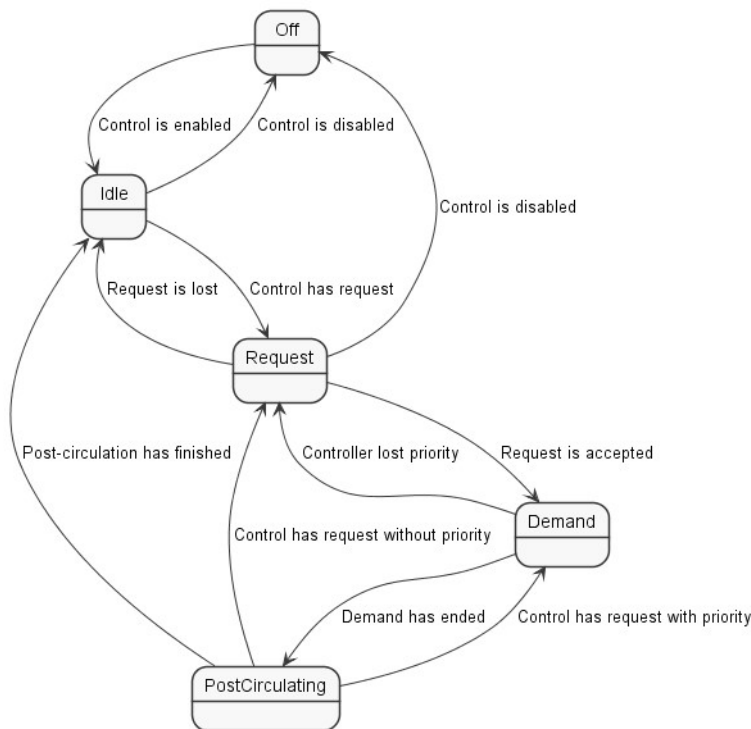 Off
Control is enabled
Control is disabled
Idle
Control is disabled
Request is lost
Control has request
Request
Post-circulation has finished
Controller lost priority
Request is accepted
Demand
Control has request without priority
Demand has ended
Control has request with priority
PostCirculating